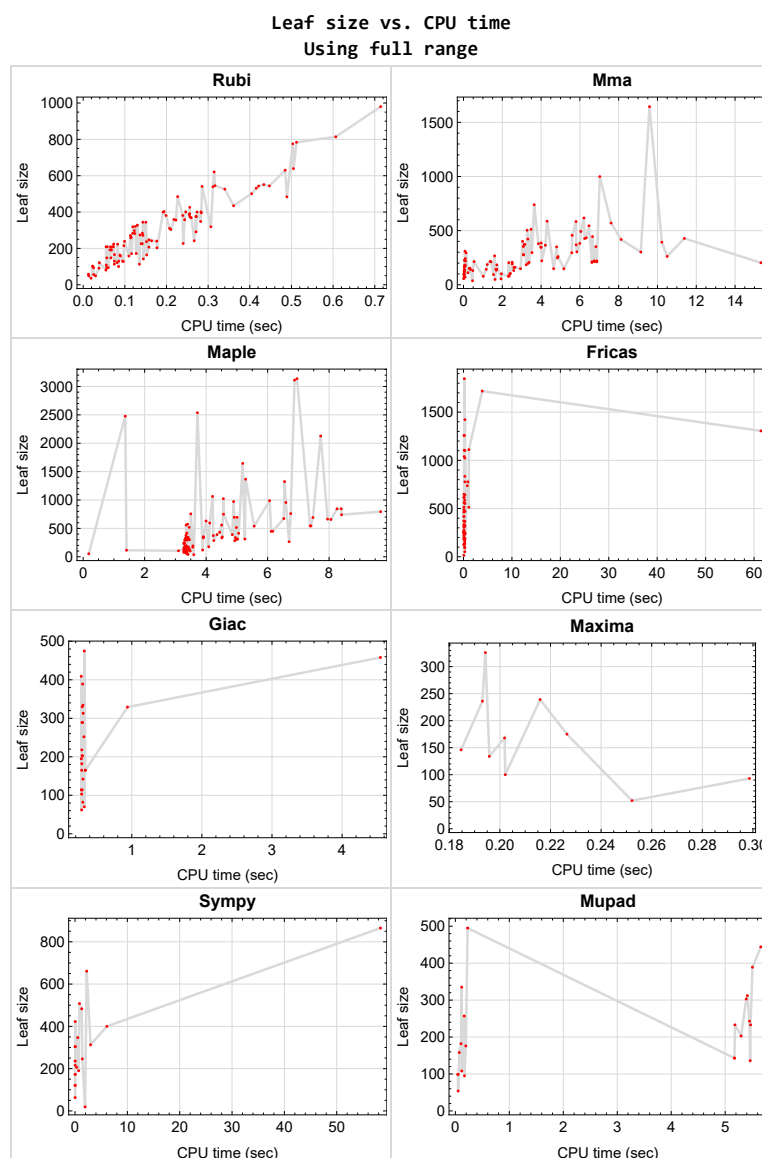 Leaf size vs. CPU time
Using full range
Rubi
Leaf size
1000
800
600
400
200
0
0.0 0.1 0.2 0.3 0.4 0.5 0.6 0.7
CPU time (sec)
Mma
Leaf size
1500
1000
500
0
0 2 4 6 8 10 12 14
CPU time (sec)
Maple
Leaf size
3000
2500
2000
1500
1000
500
0
0 2 4 6 8
CPU time (sec)
Fricas
Leaf size
1500
1000
500
0
0 10 20 30 40 50 60
CPU time (sec)
Giac
Leaf size
500
400
300
200
100
0
1 2 3 4
CPU time (sec)
Maxima
Leaf size
300
250
200
150
100
50
0
0.18 0.20 0.22 0.24 0.26 0.28 0.30
CPU time (sec)
Sympy
Leaf size
800
600
400
200
0
0 10 20 30 40 50
CPU time (sec)
Mupad
Leaf size
500
400
300
200
100
0
0 1 2 3 4 5
CPU time (sec)